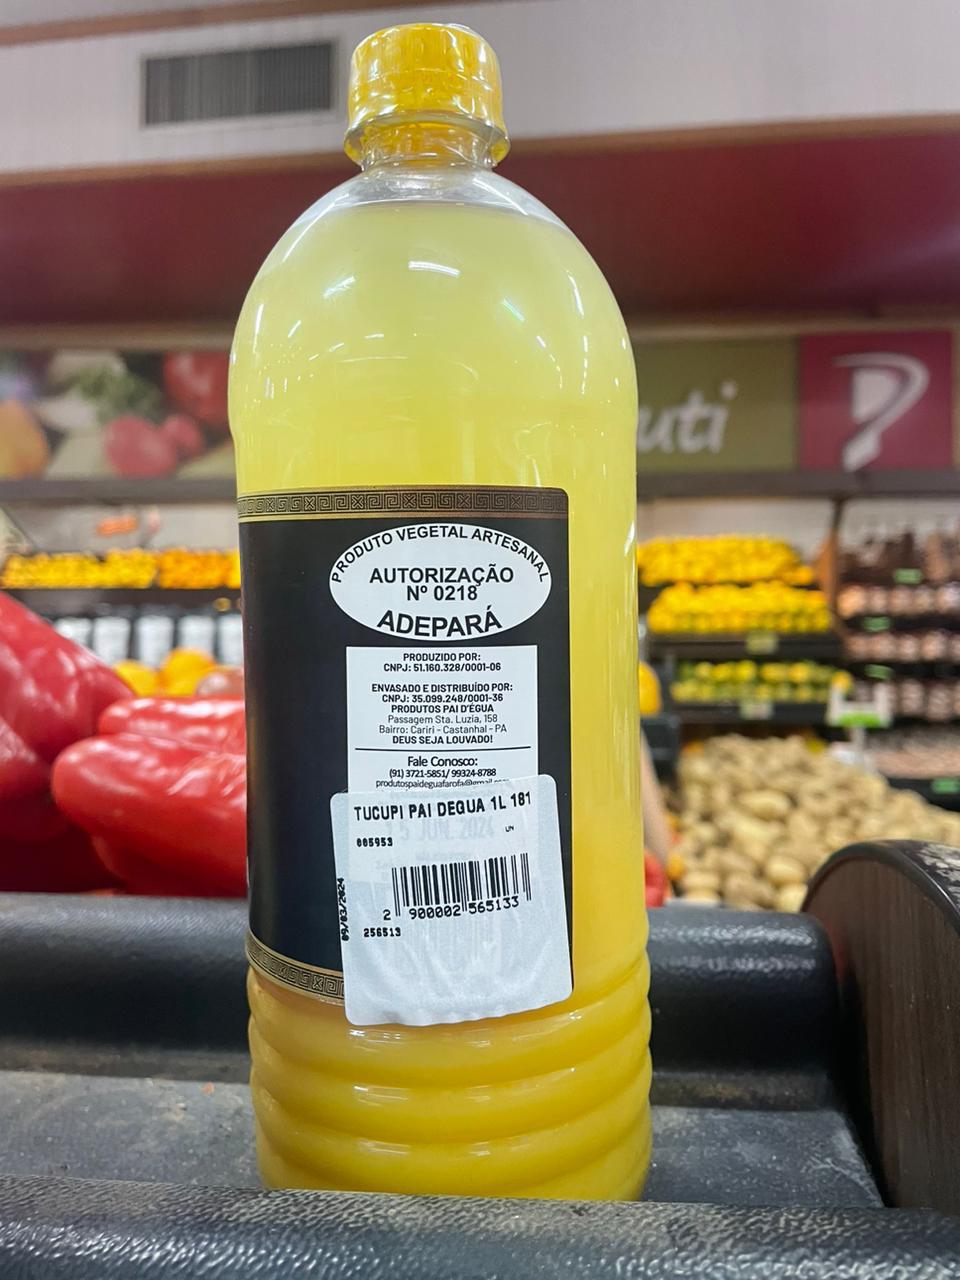 uti
PRODUTO VEGETAL ARTESANAL
AUTORIZAÇÃO
Nº 0218
ADEPARÁ
PRODUZIDO POR:
CNPJ: 51.160.328/0001-06
ENVASADO E DISTRIBUÍDO POR:
CNPJ: 35.099.248/0001-36
PRODUTOS PAI D'ÉGUA
Passagem Sta. Luzia, 158
Bairro: Cariri - Castanhal - PA
DEUS SEJA LOUVADO!
Fale Conosco:
(91) 3721-5851/ 99324-8788
produtospaideguafarofa@gmail.com
TUCUPI PAI DEGUA 1L 181
UN
005953
09/03/2024
2 900002 565133
256513